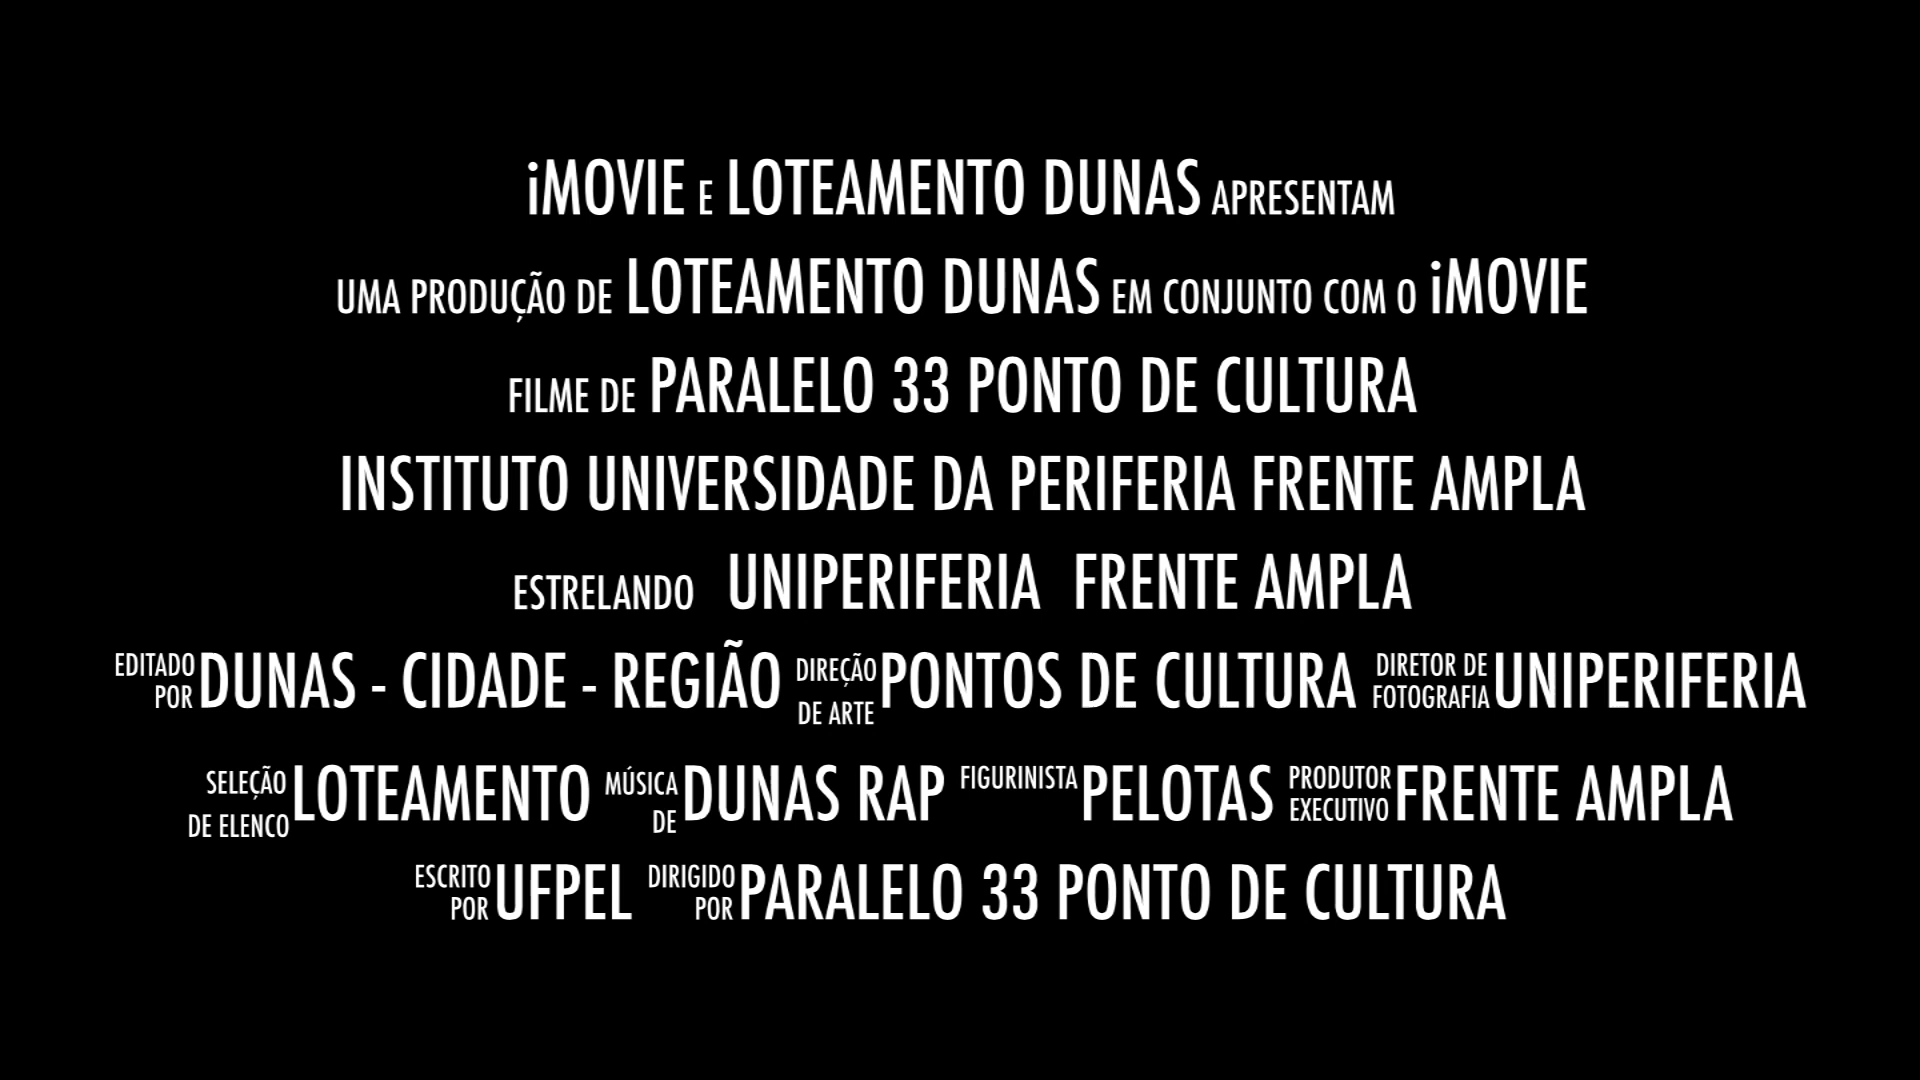 iMOVIE E LOTEAMENTO DUNAS APRESENTAM
UMA PRODUÇÃO DE LOTEAMENTO DUNAS EM CONJUNTO COM O iMOVIE
FILME DE PARALELO 33 PONTO DE CULTURA
INSTITUTO UNIVERSIDADE DA PERIFERIA FRENTE AMPLA
ESTRELANDO UNIPERIFERIA FRENTE AMPLA
EDITADO POR DUNAS - CIDADE - REGIÃO DIREÇÃO DE ARTE PONTOS DE CULTURA DIRETOR DE FOTOGRAFIA UNIPERIFERIA
SELEÇÃO DE ELENCO LOTEAMENTO MÚSICA DE DUNAS RAP FIGURINISTA PELOTAS PRODUTOR EXECUTIVO FRENTE AMPLA
ESCRITO POR UFPEL DIRIGIDO POR PARALELO 33 PONTO DE CULTURA